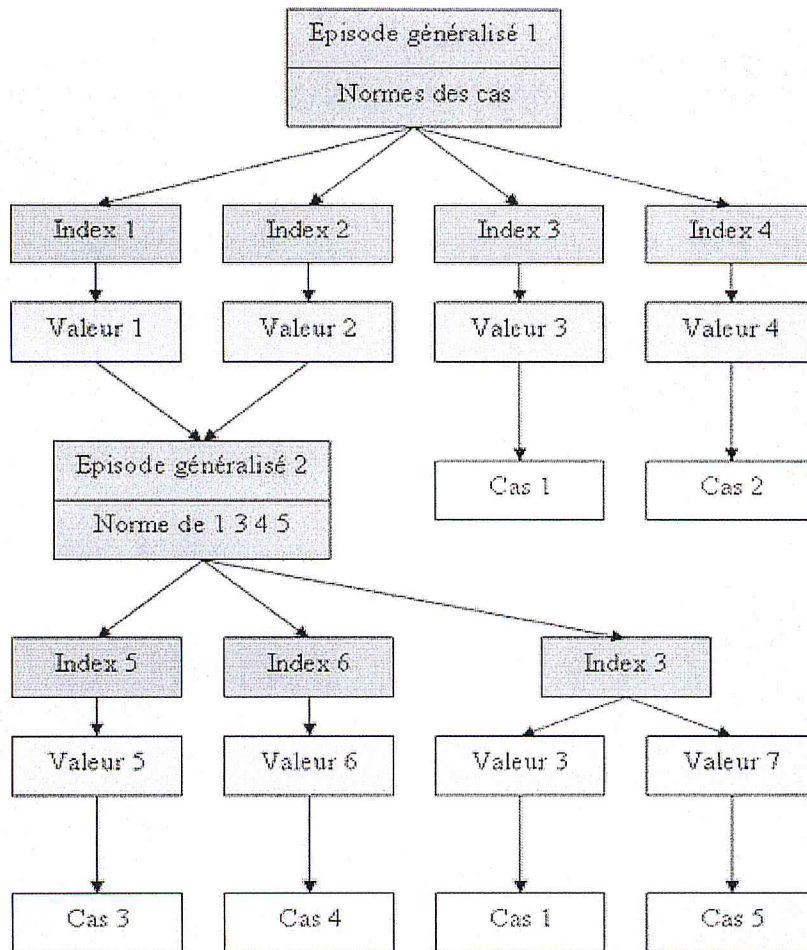 Episode généralisé 1
Normes des cas
Index 1
Index 2
Index 3
Index 4
Valeur 1
Valeur 2
Valeur 3
Valeur 4
Episode généralisé 2
Norme de 1 3 4 5
Cas 1
Cas 2
Index 5
Index 6
Index 3
Valeur 5
Valeur 6
Valeur 3
Valeur 7
Cas 3
Cas 4
Cas 1
Cas 5